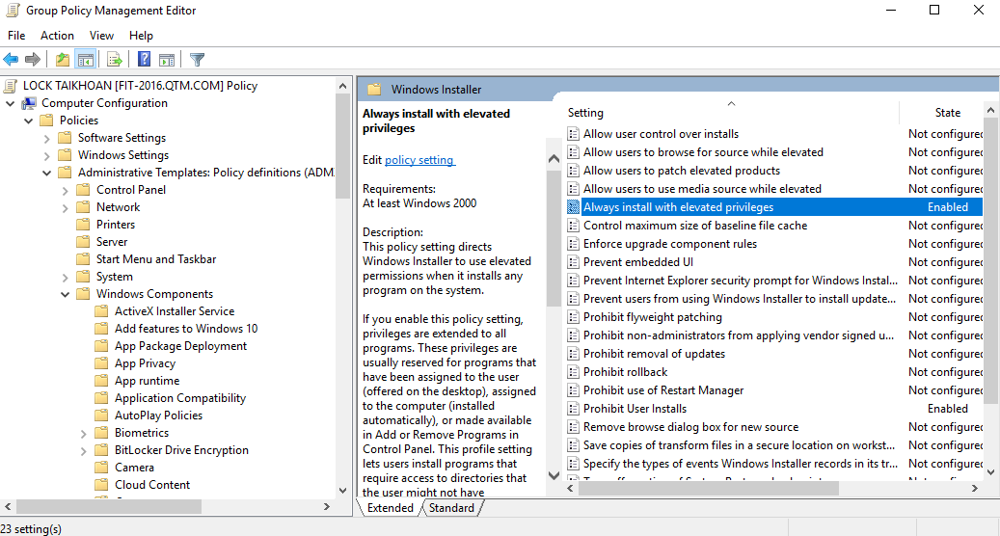 Group Policy Management Editor
File Action View Help
LOCK TAIKHOAN [FIT-2016.QTM.COM] Policy
Computer Configuration
Policies
Software Settings
Windows Settings
Administrative Templates: Policy definitions (ADM
Control Panel
Network
Printers
Server
Start Menu and Taskbar
System
Windows Components
ActiveX Installer Service
Add features to Windows 10
App Package Deployment
App Privacy
App runtime
Application Compatibility
AutoPlay Policies
Biometrics
BitLocker Drive Encryption
Camera
Cloud Content
Windows Installer
Always install with elevated
privileges
Edit policy setting
Requirements:
At least Windows 2000
Description:
This policy setting directs
Windows Installer to use elevated
permissions when it installs any
program on the system.
If you enable this policy setting,
privileges are extended to all
programs. These privileges are
usually reserved for programs that
have been assigned to the user
(offered on the desktop), assigned
to the computer (installed
automatically), or made available
in Add or Remove Programs in
Control Panel. This profile setting
lets users install programs that
require access to directories that
the user might not have
Setting State
Allow user control over installs Not configured
Allow users to browse for source while elevated Not configured
Allow users to patch elevated products Not configured
Allow users to use media source while elevated Not configured
Always install with elevated privileges Enabled
Control maximum size of baseline file cache Not configured
Enforce upgrade component rules Not configured
Prevent embedded UI Not configured
Prevent Internet Explorer security prompt for Windows Instal... Not configured
Prevent users from using Windows Installer to install update... Not configured
Prohibit flyweight patching Not configured
Prohibit non-administrators from applying vendor signed u... Not configured
Prohibit removal of updates Not configured
Prohibit rollback Not configured
Prohibit use of Restart Manager Not configured
Prohibit User Installs Enabled
Remove browse dialog box for new source Not configured
Save copies of transform files in a secure location on workst... Not configured
Specify the types of events Windows Installer records in its tr... Not configured
Extended Standard
23 setting(s)